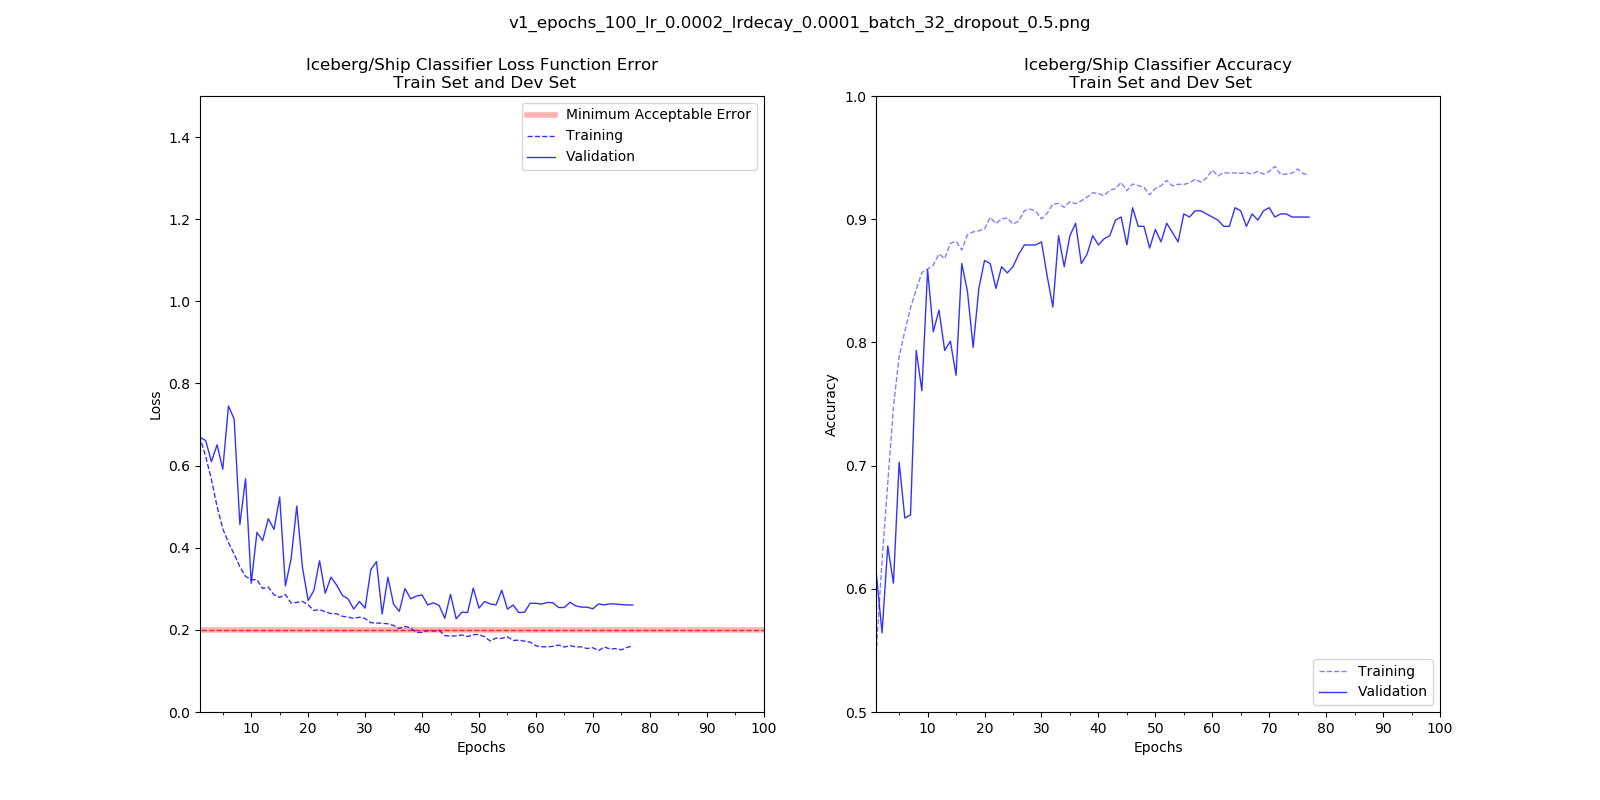 v1_epochs_100_lr_0.0002_lrdecay_0.0001_batch_32_dropout_0.5.png
Iceberg/Ship Classifier Loss Function Error
Train Set and Dev Set
1.4
1.2
1.0
0.8
0.6
0.4
0.2
0.0
Loss
Minimum Acceptable Error
Training
Validation
10 20 30 40 50 60 70 80 90 100
Epochs
Iceberg/Ship Classifier Accuracy
Train Set and Dev Set
1.0
0.9
0.8
0.7
0.6
0.5
Accuracy
Training
Validation
10 20 30 40 50 60 70 80 90 100
Epochs